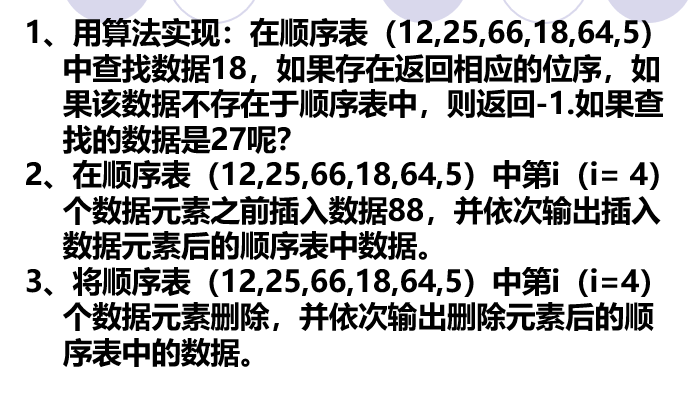 1、用算法实现：在顺序表（12,25,66,18,64,5）
中查找数据18，如果存在返回相应的位序，如
果该数据不存在于顺序表中，则返回-1.如果查
找的数据是27呢?
2、在顺序表（12,25,66,18,64,5）中第i（i= 4）
个数据元素之前插入数据88，并依次输出插入
数据元素后的顺序表中数据。
3、将顺序表（12,25,66,18,64,5）中第i（i=4）
个数据元素删除，并依次输出删除元素后的顺
序表中的数据。